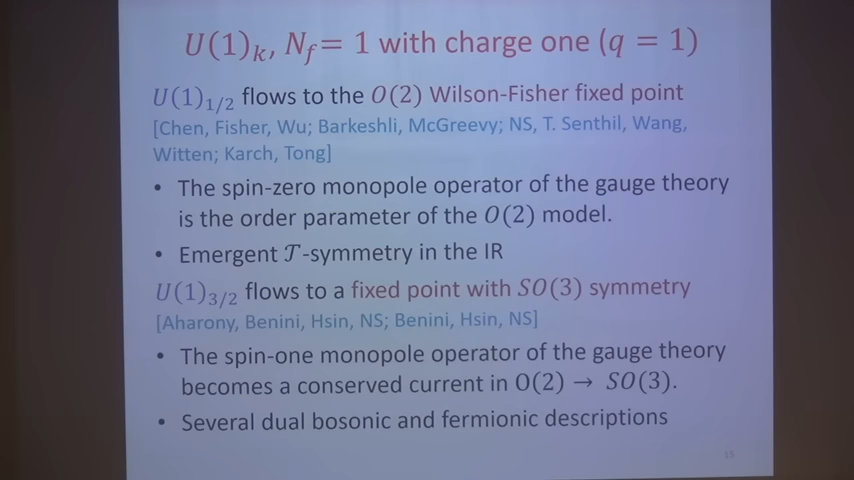 U(1)ₖ, N_f = 1 with charge one (q = 1)
U(1)₁/₂ flows to the O(2) Wilson-Fisher fixed point
[Chen, Fisher, Wu; Barkeshli, McGreevy; NS, T. Senthil, Wang,
Witten; Karch, Tong]
• The spin-zero monopole operator of the gauge theory
is the order parameter of the O(2) model.
• Emergent 𝒯-symmetry in the IR
U(1)₃/₂ flows to a fixed point with SO(3) symmetry
[Aharony, Benini, Hsin, NS; Benini, Hsin, NS]
• The spin-one monopole operator of the gauge theory
becomes a conserved current in O(2) → SO(3).
• Several dual bosonic and fermionic descriptions
15